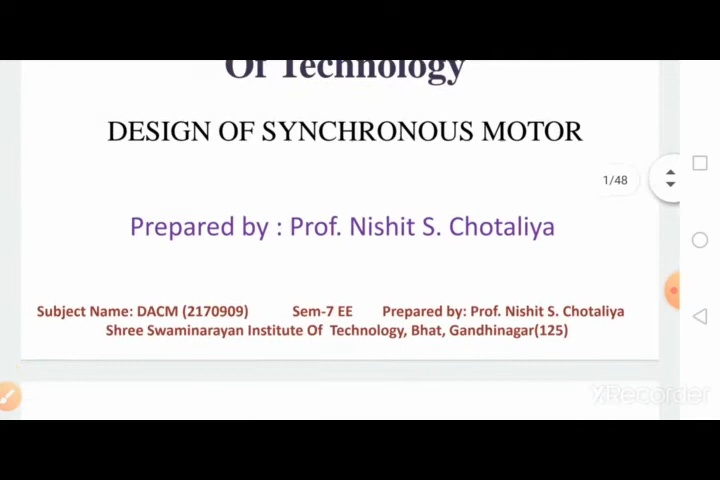 Of Technology
DESIGN OF SYNCHRONOUS MOTOR
1/48
Prepared by : Prof. Nishit S. Chotaliya
Subject Name: DACM (2170909) Sem-7 EE Prepared by: Prof. Nishit S. Chotaliya
Shree Swaminarayan Institute Of Technology, Bhat, Gandhinagar(125)
XRecorder